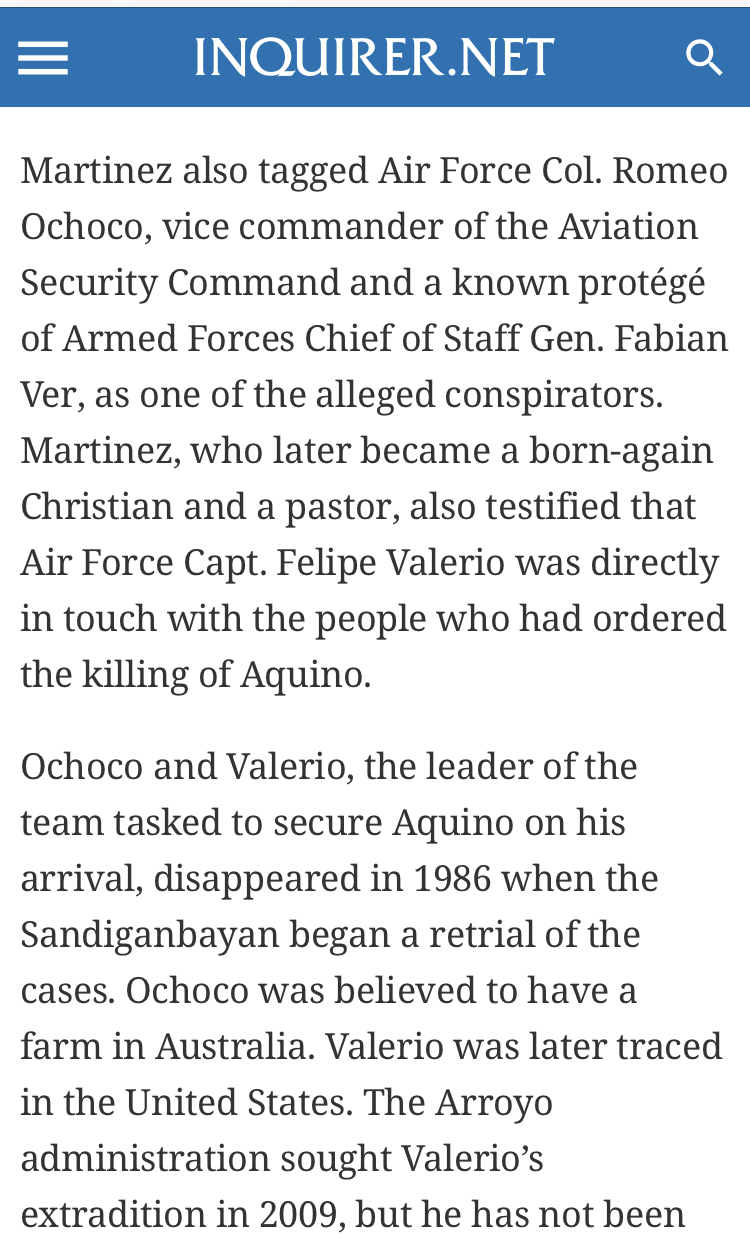 INQUIRER.NET
Martinez also tagged Air Force Col. Romeo
Ochoco, vice commander of the Aviation
Security Command and a known protégé
of Armed Forces Chief of Staff Gen. Fabian
Ver, as one of the alleged conspirators.
Martinez, who later became a born-again
Christian and a pastor, also testified that
Air Force Capt. Felipe Valerio was directly
in touch with the people who had ordered
the killing of Aquino.
Ochoco and Valerio, the leader of the
team tasked to secure Aquino on his
arrival, disappeared in 1986 when the
Sandiganbayan began a retrial of the
cases. Ochoco was believed to have a
farm in Australia. Valerio was later traced
in the United States. The Arroyo
administration sought Valerio’s
extradition in 2009, but he has not been